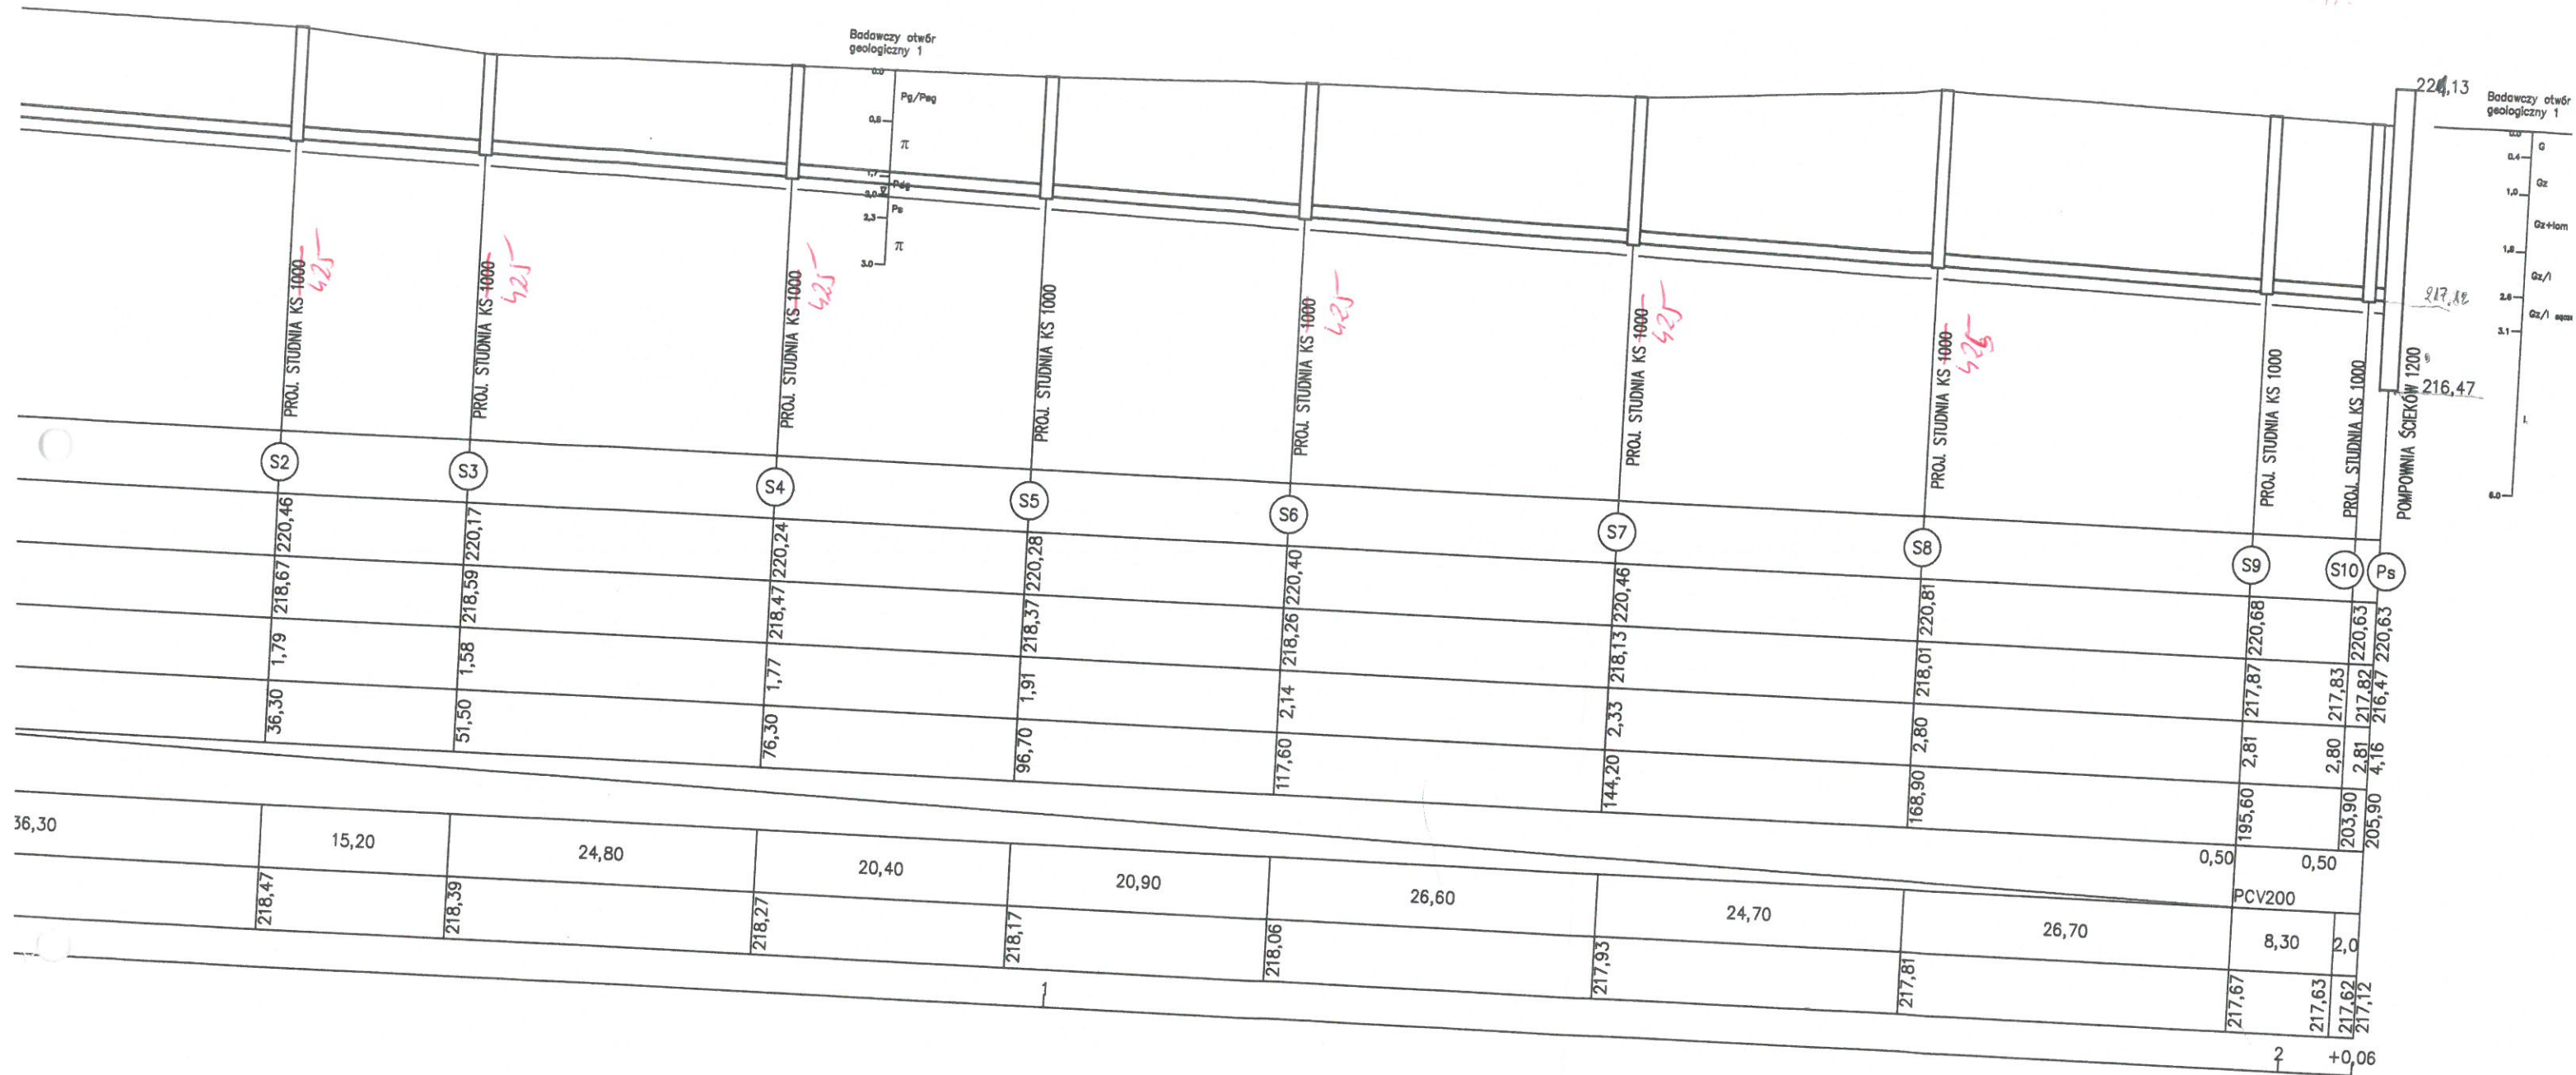 Badawczy otwór
geologiczny 1
0.0
Pg/Peg
0,8
π
1,7
Pdg
2,0
Ps
2,3
π
3.0
,13
Badawczy otwór
geologiczny 1
0.0
G
0.4
Gz
1,0
Gz+łom
1,8
Gz/I
2.6
Gz/I
3.1
6.0
217,12
216,47
PROJ. STUDNIA KS 1000
425
PROJ. STUDNIA KS 1000
425
PROJ. STUDNIA KS 1000
425
PROJ. STUDNIA KS 1000
PROJ. STUDNIA KS 1000
425
PROJ. STUDNIA KS 1000
425
PROJ. STUDNIA KS 1000
425
PROJ. STUDNIA KS 1000
PROJ. STUDNIA KS 1000
POMPOWNIA ŚCIEKÓW 1200
S2 S3 S4 S5 S6 S7 S8 S9 S10 Ps
220,46 220,17 220,24 220,28 220,40 220,46 220,81 220,68 220,63 220,63
218,67 218,59 218,47 218,37 218,26 218,13 218,01 217,87 217,83 217,82 216,47
1,79 1,58 1,77 1,91 2,14 2,33 2,80 2,81 2,80 2,81 4,16
36,30 51,50 76,30 96,70 117,60 144,20 168,90 195,60 203,90 205,90
0,50 0,50
PCV200
36,30 15,20 24,80 20,40 20,90 26,60 24,70 26,70 8,30 2,0
218,47 218,39 218,27 218,17 218,06 217,93 217,81 217,67 217,63 217,62 217,12
1 2 +0,06